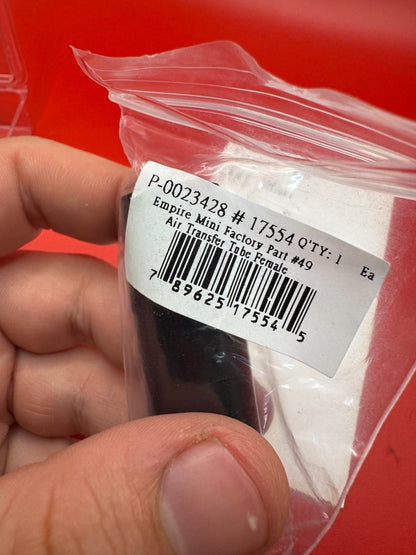 P-0023428 # 17554 Q'TY: 1 Ea
Empire Mini Factory Part #49
Air Transfer Tube Female
7 89625 17554 5